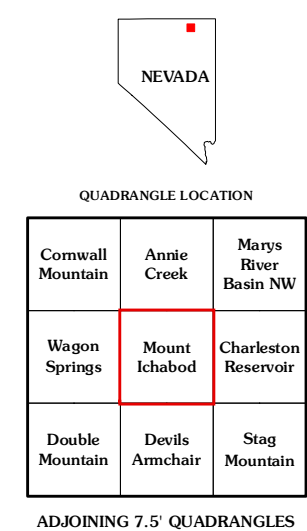 NEVADA
QUADRANGLE LOCATION
Cornwall
Mountain
Annie
Creek
Marys
River
Basin NW
Wagon
Springs
Mount
Ichabod
Charleston
Reservoir
Double
Mountain
Devils
Armchair
Stag
Mountain
ADJOINING 7.5' QUADRANGLES